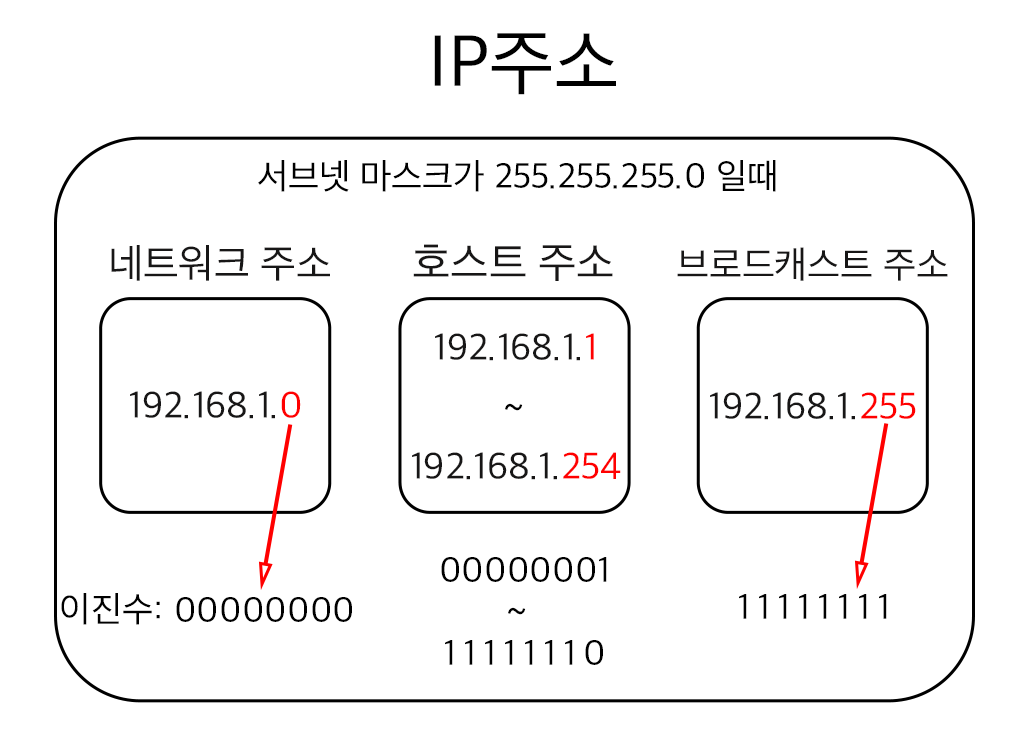 IP주소
서브넷 마스크가 255.255.255.0 일때
네트워크 주소
192.168.1.0
이진수: 00000000
호스트 주소
192.168.1.1
~
192.168.1.254
00000001
~
11111110
브로드캐스트 주소
192.168.1.255
11111111